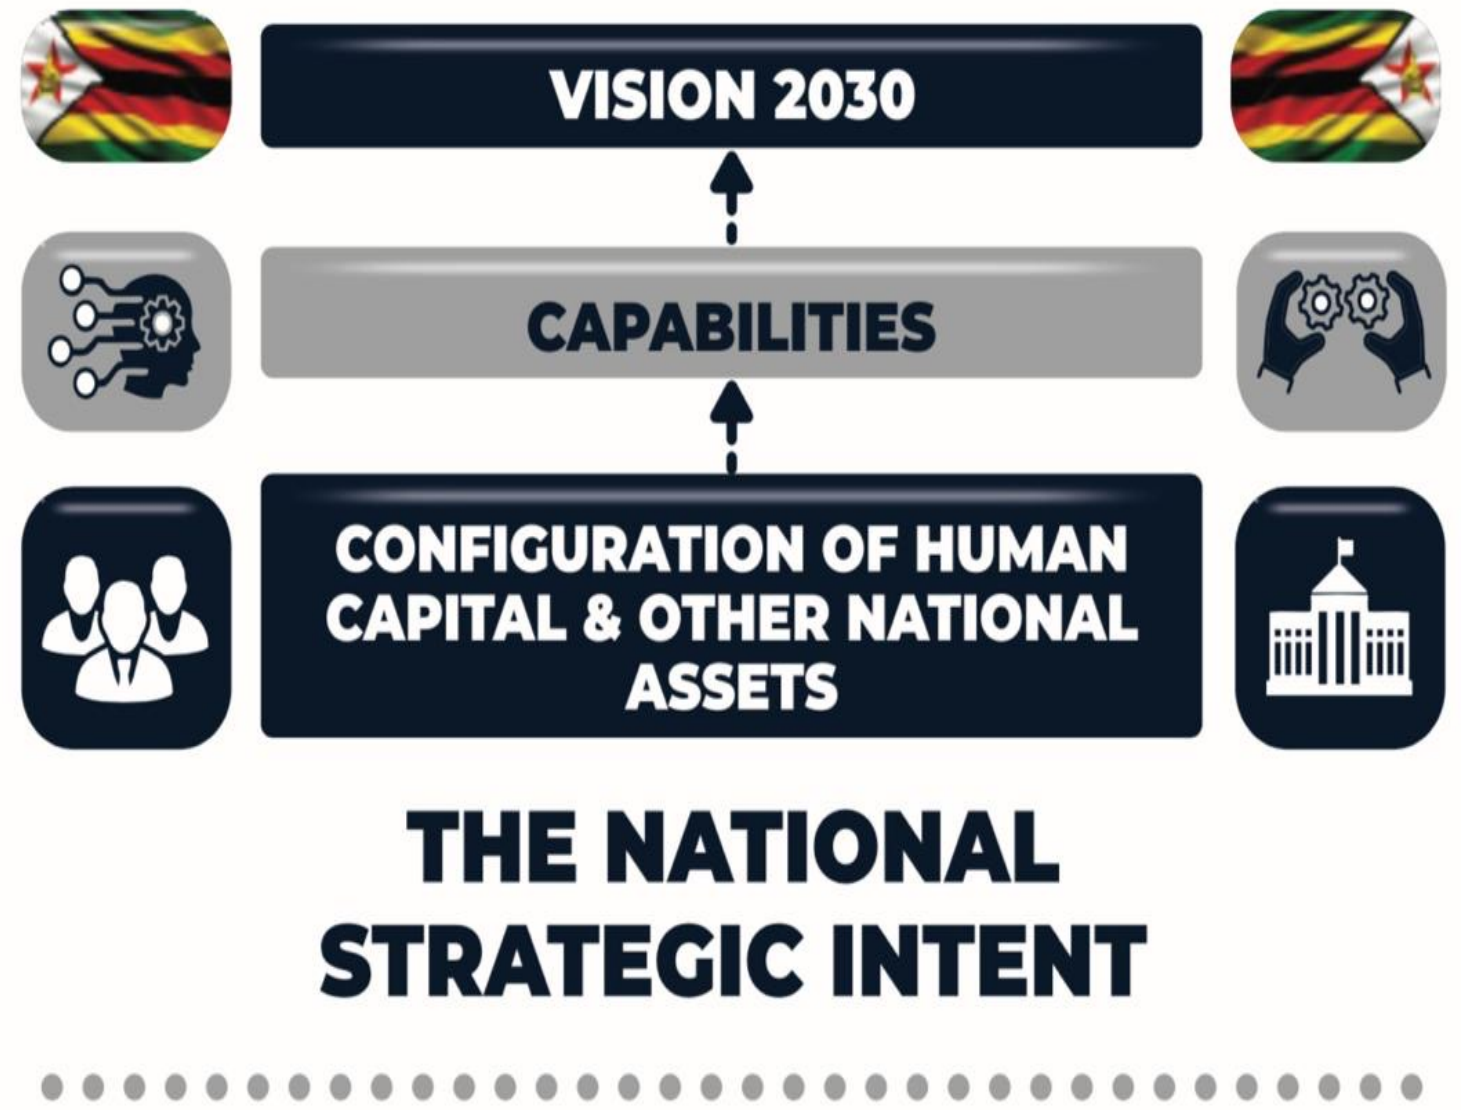 VISION 2030
CAPABILITIES
CONFIGURATION OF HUMAN
CAPITAL & OTHER NATIONAL
ASSETS
THE NATIONAL
STRATEGIC INTENT